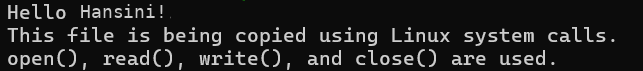 Hello Hansini!
This file is being copied using Linux system calls.
open(), read(), write(), and close() are used.